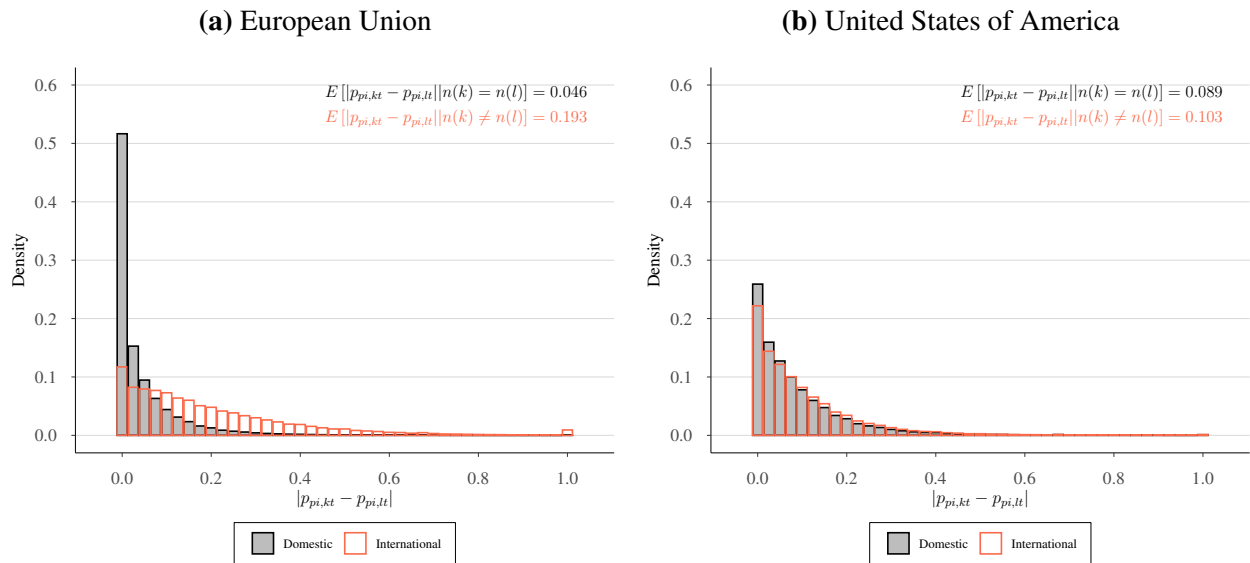 (a) European Union
E [|p_{pi,kt} − p_{pi,lt}||n(k) = n(l)] = 0.046
E [|p_{pi,kt} − p_{pi,lt}||n(k) ≠ n(l)] = 0.193
0.6
0.5
0.4
0.3
0.2
0.1
0.0
Density
0.0 0.2 0.4 0.6 0.8 1.0
|p_{pi,kt} − p_{pi,lt}|
Domestic International
(b) United States of America
E [|p_{pi,kt} − p_{pi,lt}||n(k) = n(l)] = 0.089
E [|p_{pi,kt} − p_{pi,lt}||n(k) ≠ n(l)] = 0.103
0.6
0.5
0.4
0.3
0.2
0.1
0.0
Density
0.0 0.2 0.4 0.6 0.8 1.0
|p_{pi,kt} − p_{pi,lt}|
Domestic International